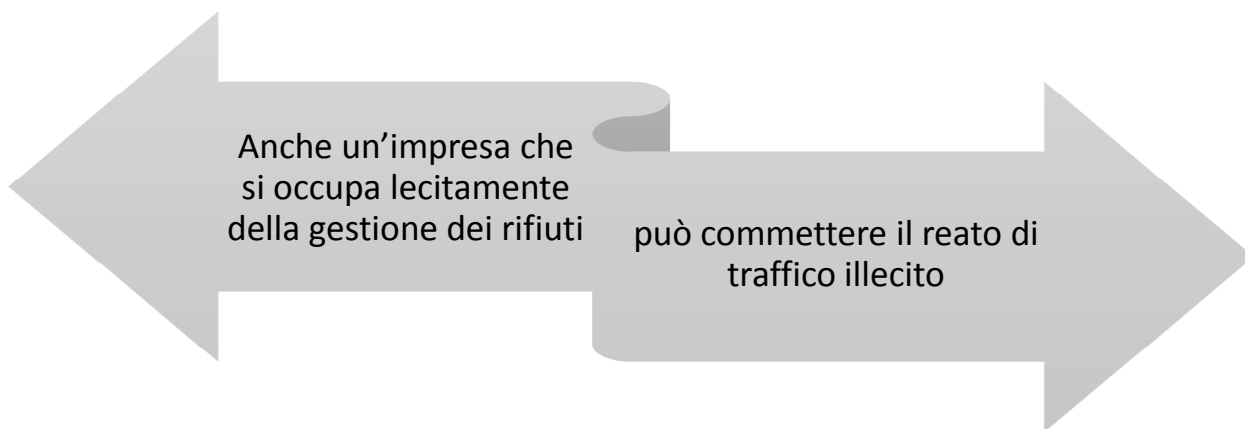 Anche un’impresa che
si occupa lecitamente
della gestione dei rifiuti
può commettere il reato di
traffico illecito